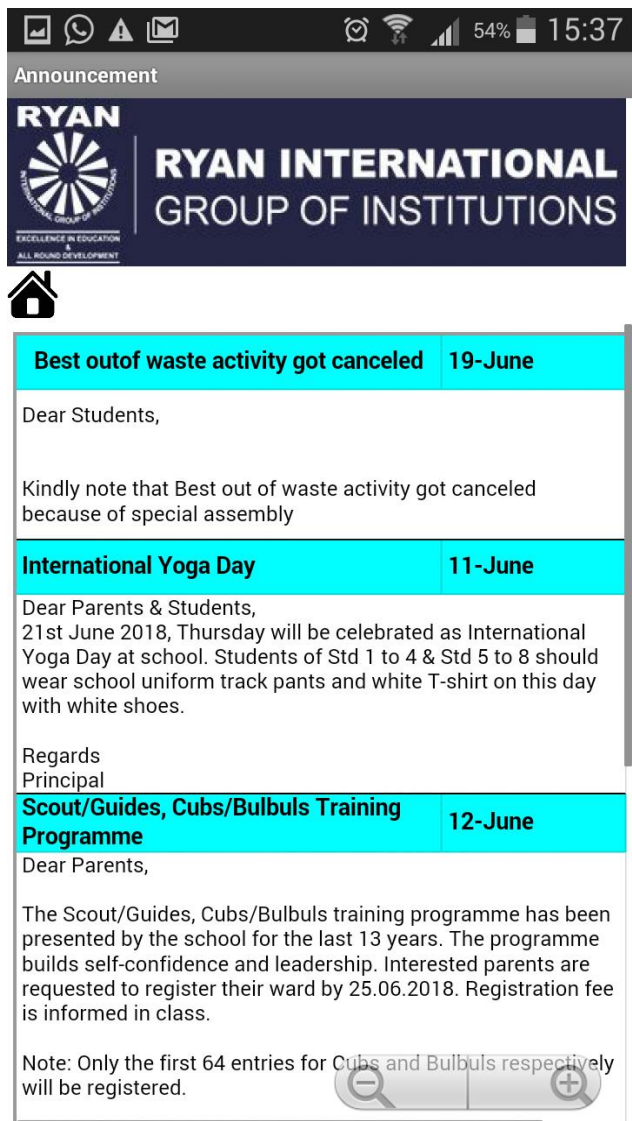 54% 15:37
Announcement
RYAN
RYAN INTERNATIONAL
GROUP OF INSTITUTIONS
RYAN INTERNATIONAL GROUP OF INSTITUTIONS
EXCELLENCE IN EDUCATION
&
ALL ROUND DEVELOPMENT
Best outof waste activity got canceled 19-June
Dear Students,
Kindly note that Best out of waste activity got canceled
because of special assembly
International Yoga Day 11-June
Dear Parents & Students,
21st June 2018, Thursday will be celebrated as International
Yoga Day at school. Students of Std 1 to 4 & Std 5 to 8 should
wear school uniform track pants and white T-shirt on this day
with white shoes.
Regards
Principal
Scout/Guides, Cubs/Bulbuls Training
Programme 12-June
Dear Parents,
The Scout/Guides, Cubs/Bulbuls training programme has been
presented by the school for the last 13 years. The programme
builds self-confidence and leadership. Interested parents are
requested to register their ward by 25.06.2018. Registration fee
is informed in class.
Note: Only the first 64 entries for Cubs and Bulbuls respectively
will be registered.